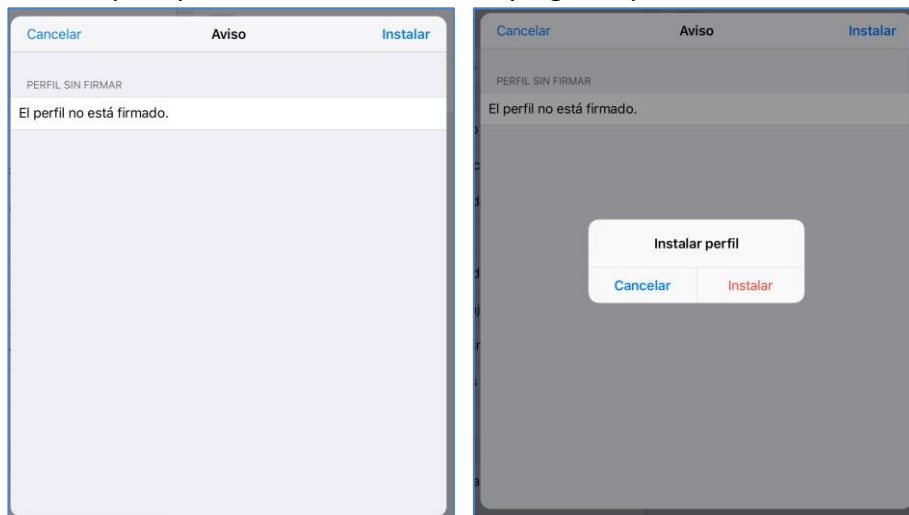 Cancelar Aviso Instalar
PERFIL SIN FIRMAR
El perfil no está firmado.
Cancelar Aviso Instalar
PERFIL SIN FIRMAR
El perfil no está firmado.
Instalar perfil
Cancelar Instalar